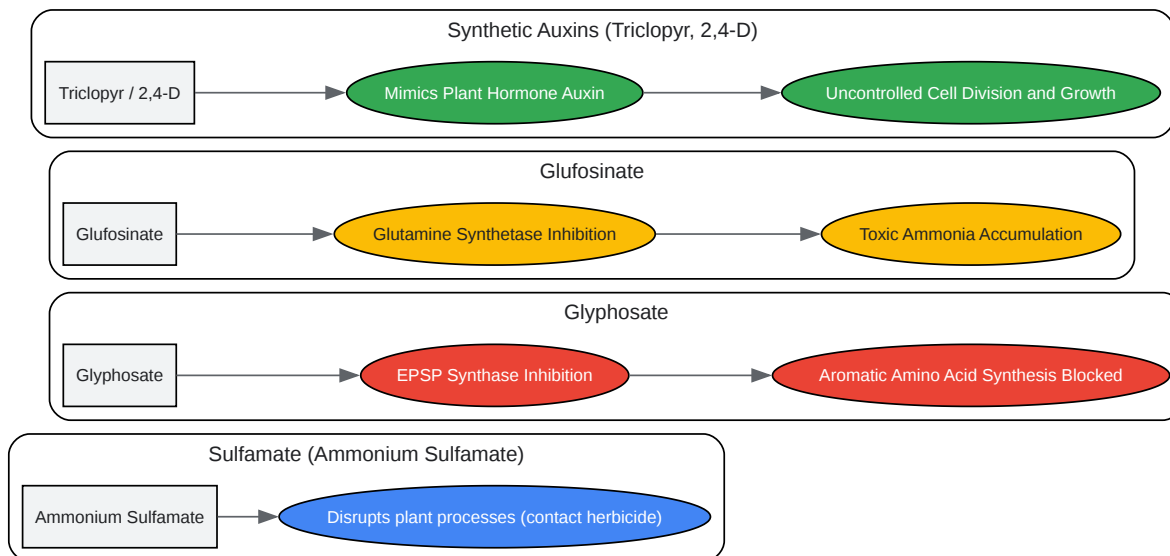 Synthetic Auxins (Triclopyr, 2,4-D)
Triclopyr / 2,4-D
Mimics Plant Hormone Auxin
Uncontrolled Cell Division and Growth
Glufosinate
Glufosinate
Glutamine Synthetase Inhibition
Toxic Ammonia Accumulation
Glyphosate
Glyphosate
EPSP Synthase Inhibition
Aromatic Amino Acid Synthesis Blocked
Sulfamate (Ammonium Sulfamate)
Ammonium Sulfamate
Disrupts plant processes (contact herbicide)